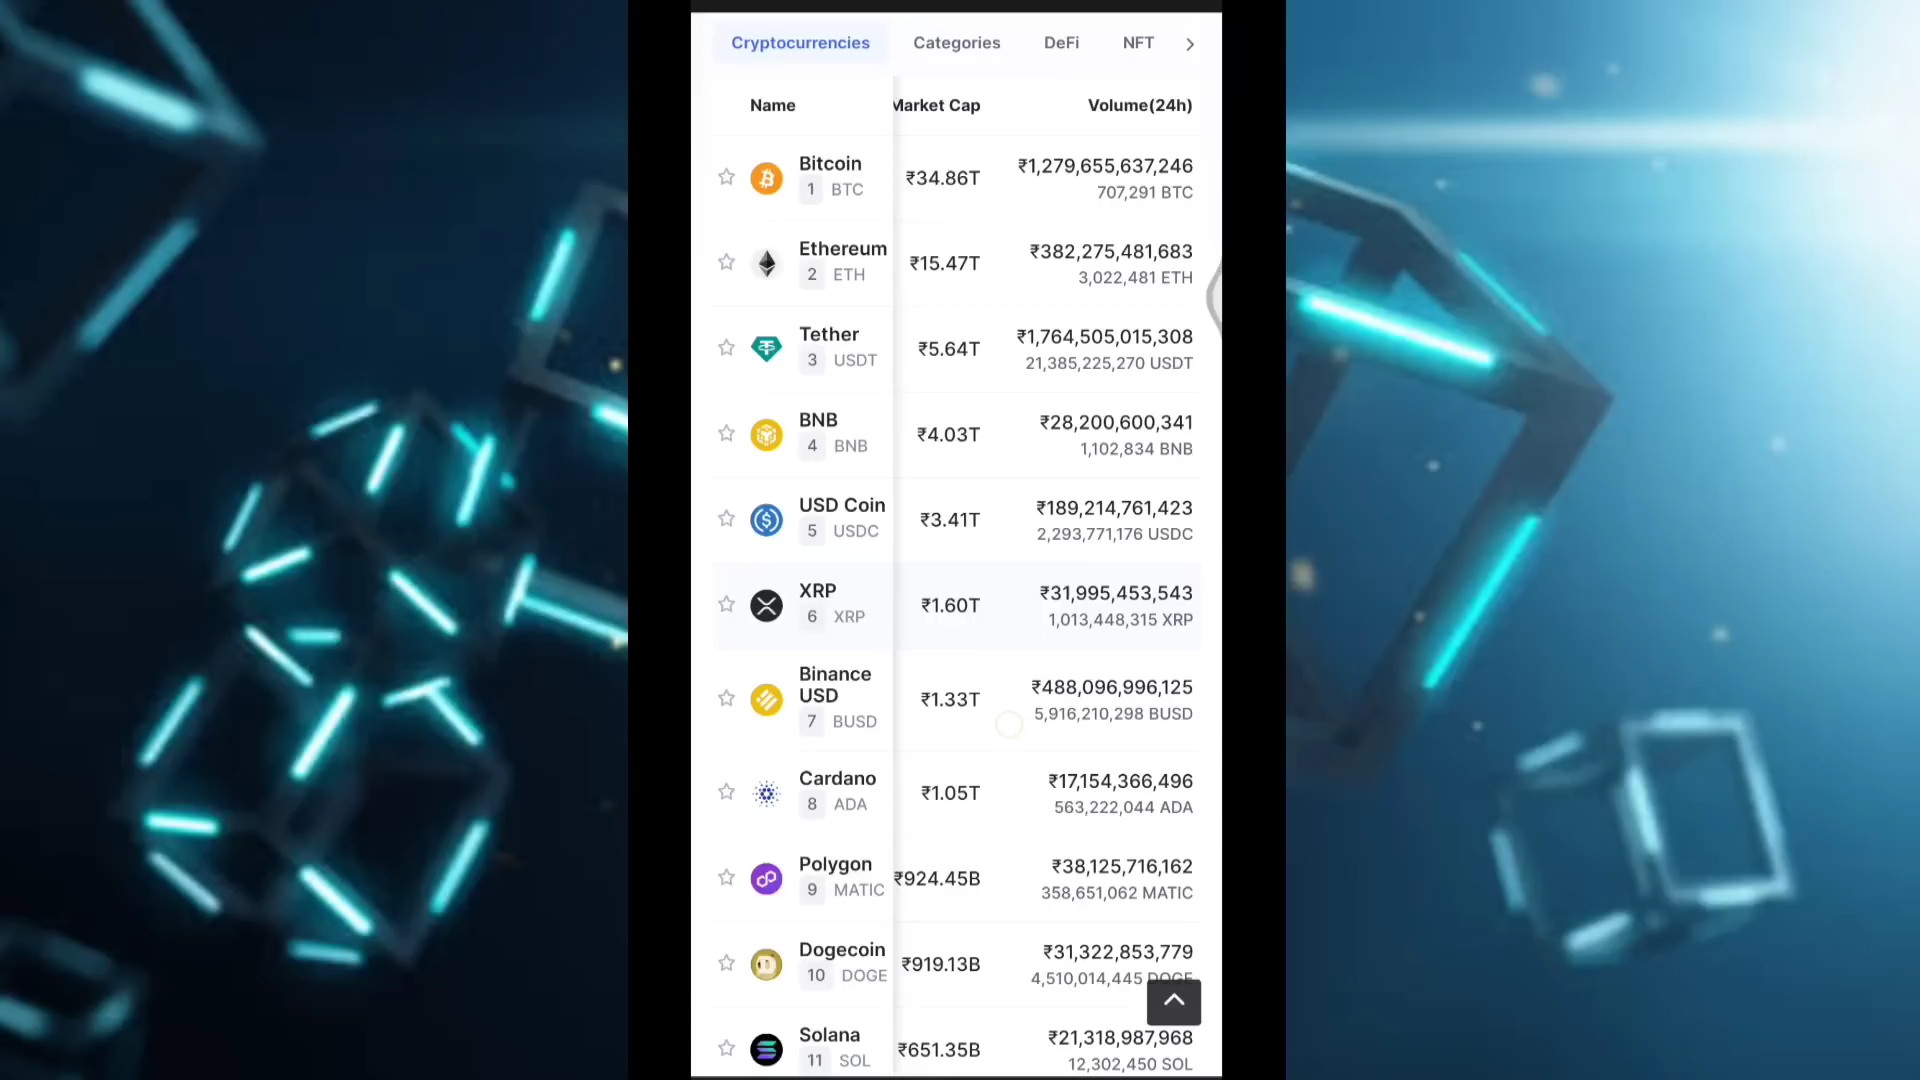 Cryptocurrencies Categories DeFi NFT
Name Market Cap Volume(24h)
Bitcoin
1 BTC
₹34.86T
₹1,279,655,637,246
707,291 BTC
Ethereum
2 ETH
₹15.47T
₹382,275,481,683
3,022,481 ETH
Tether
3 USDT
₹5.64T
₹1,764,505,015,308
21,385,225,270 USDT
BNB
4 BNB
₹4.03T
₹28,200,600,341
1,102,834 BNB
USD Coin
5 USDC
₹3.41T
₹189,214,761,423
2,293,771,176 USDC
XRP
6 XRP
₹1.60T
₹31,995,453,543
1,013,448,315 XRP
Binance
USD
7 BUSD
₹1.33T
₹488,096,996,125
5,916,210,298 BUSD
Cardano
8 ADA
₹1.05T
₹17,154,366,496
563,222,044 ADA
Polygon
9 MATIC
₹924.45B
₹38,125,716,162
358,651,062 MATIC
Dogecoin
10 DOGE
₹919.13B
₹31,322,853,779
4,510,014,445 DOGE
Solana
11 SOL
₹651.35B
₹21,318,987,968
12,302,450 SOL